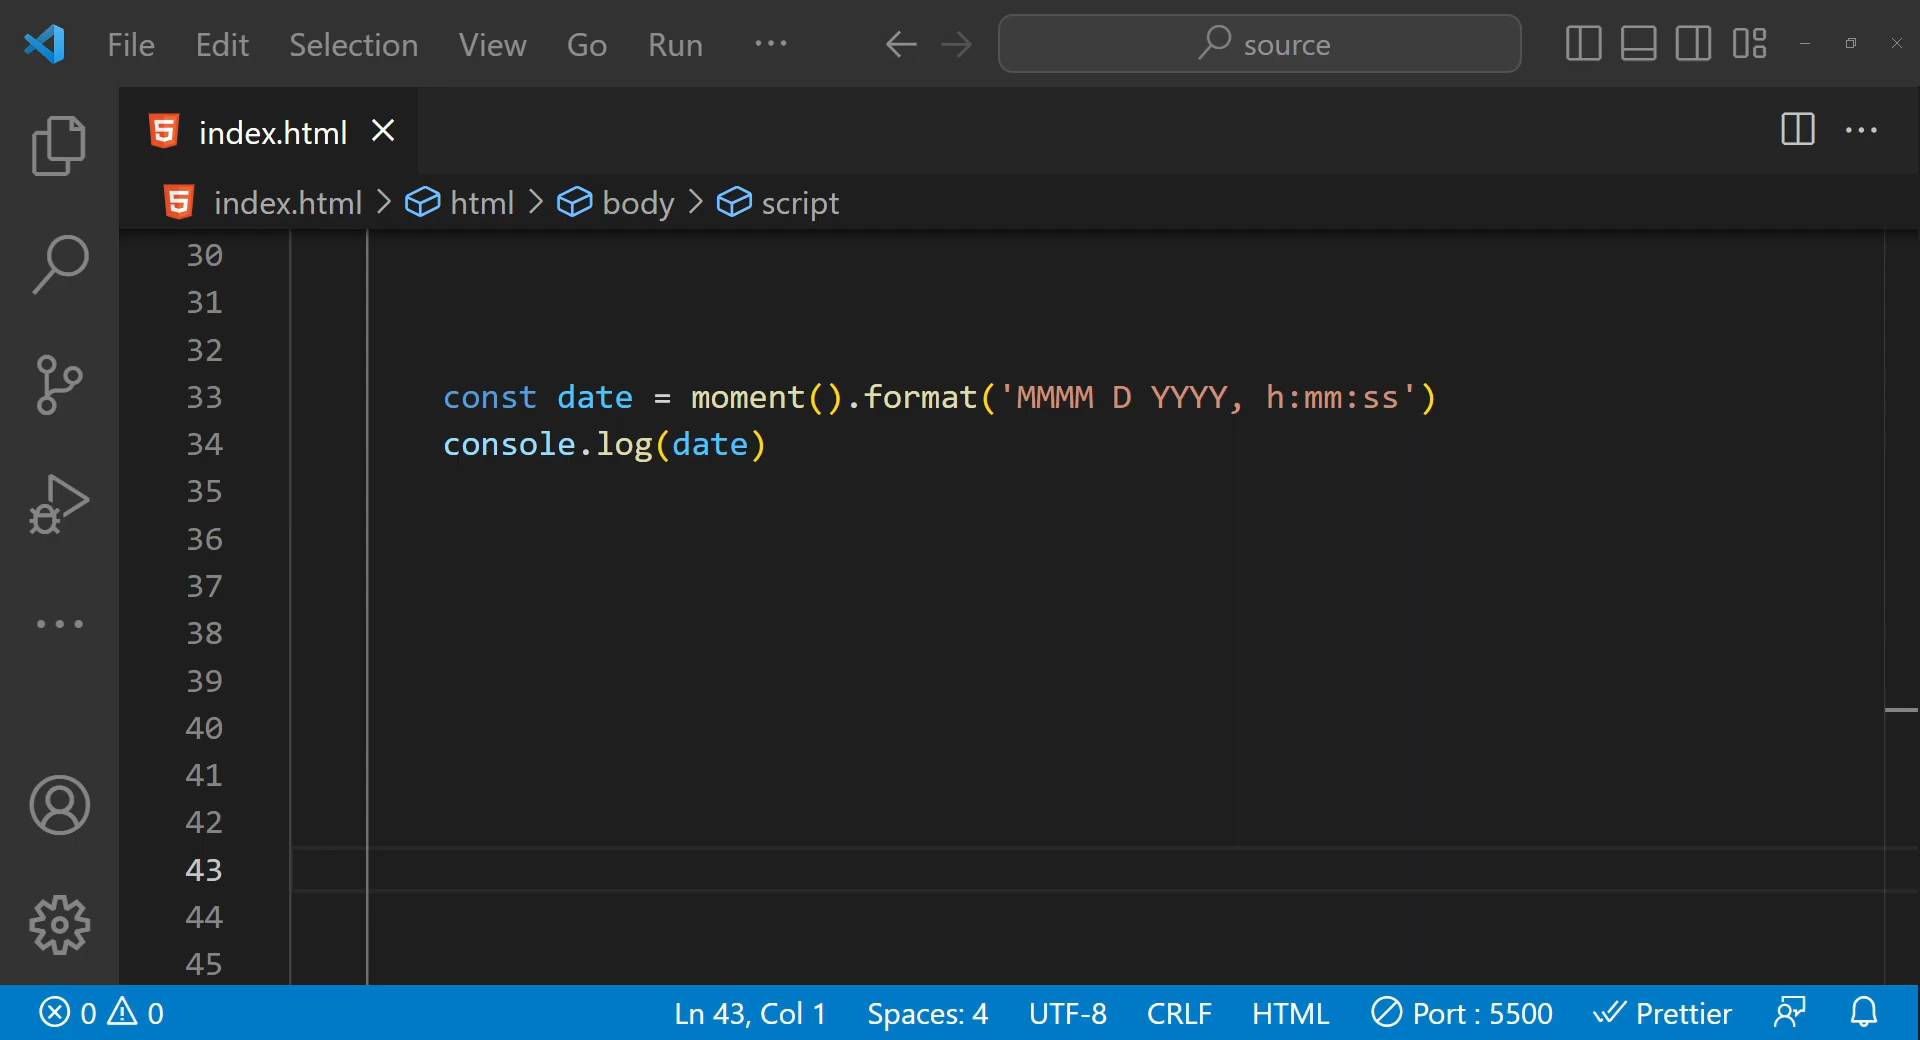 File Edit Selection View Go Run ··· source
index.html
index.html > html > body > script
30
31
32
33 const date = moment().format('MMMM D YYYY, h:mm:ss')
34 console.log(date)
35
36
37
38
39
40
41
42
43
44
45
0 0 Ln 43, Col 1 Spaces: 4 UTF-8 CRLF HTML Port : 5500 Prettier